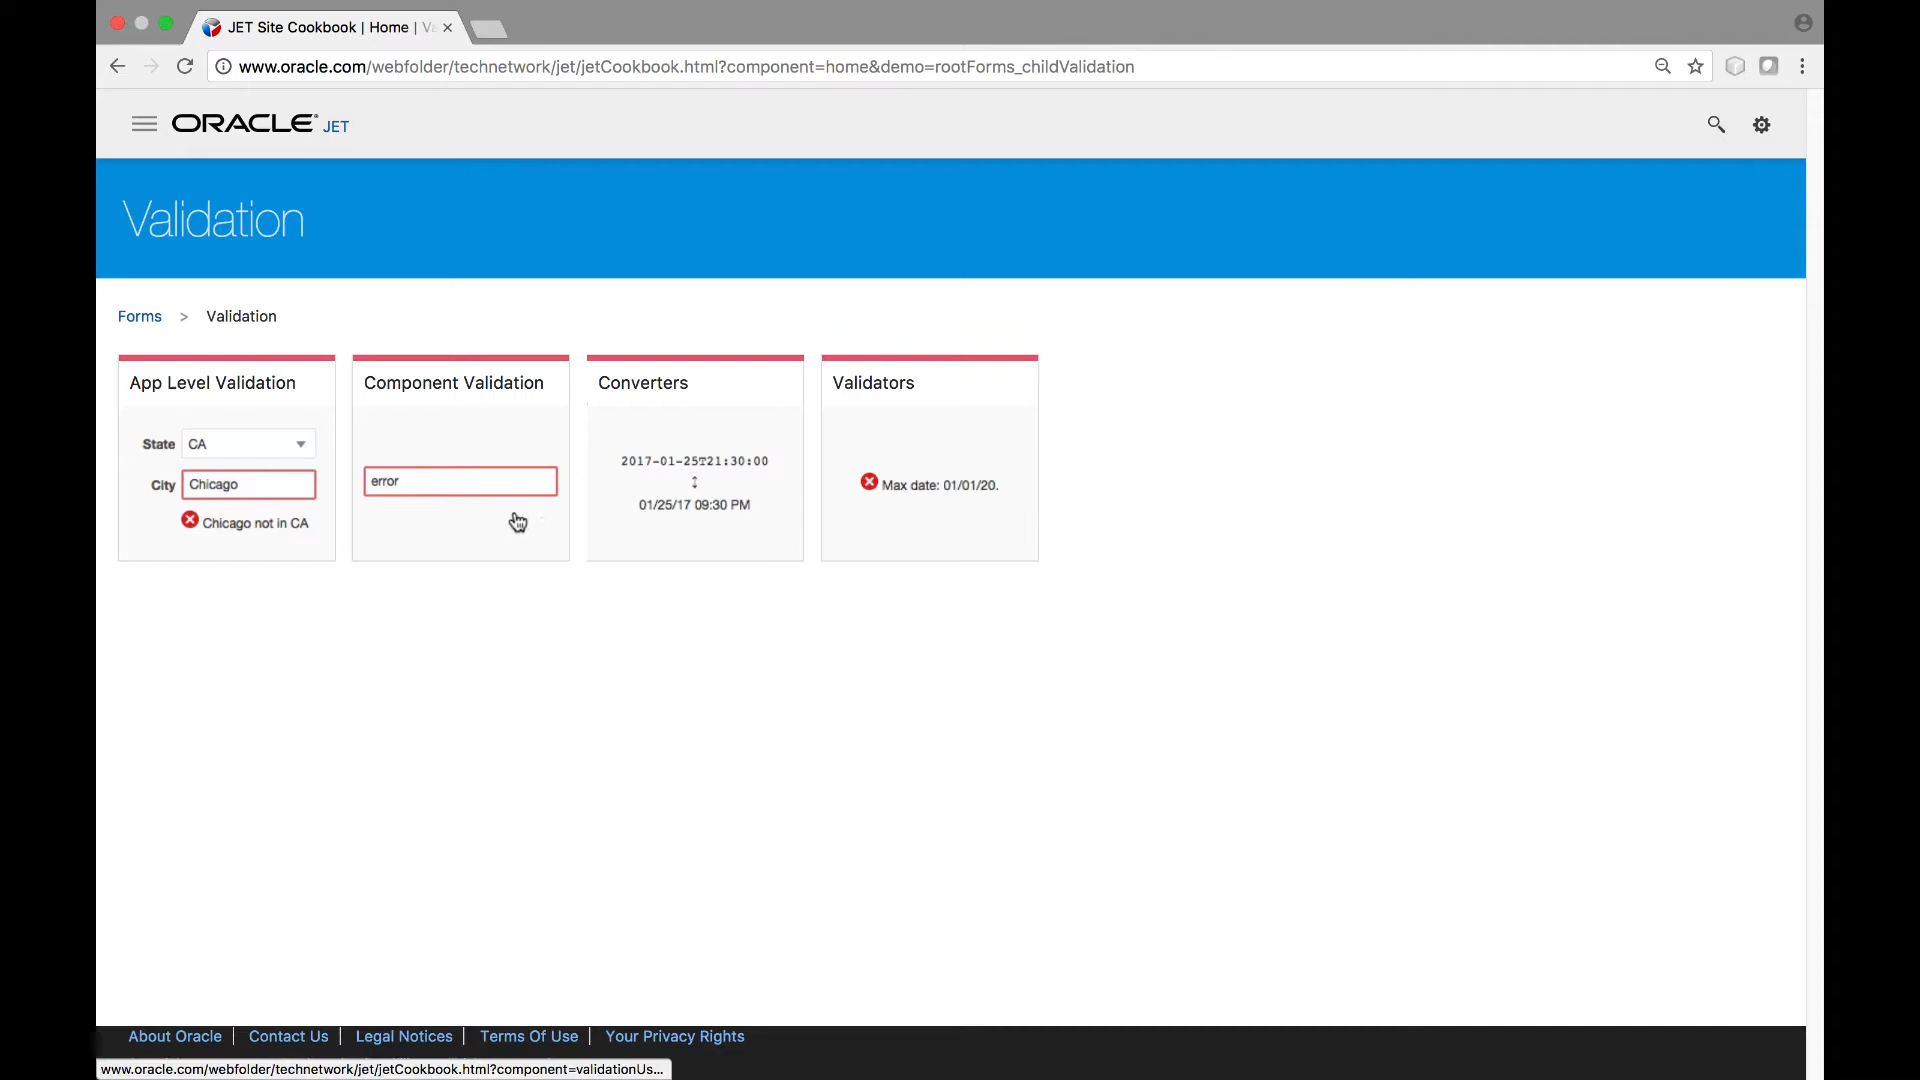 JET Site Cookbook | Home | Va
www.oracle.com/webfolder/technetwork/jet/jetCookbook.html?component=home&demo=rootForms_childValidation
ORACLE® JET
Validation
Forms > Validation
App Level Validation
State CA
City Chicago
Chicago not in CA
Component Validation
error
Converters
2017-01-25T21:30:00
01/25/17 09:30 PM
Validators
Max date: 01/01/20.
About Oracle | Contact Us | Legal Notices | Terms Of Use | Your Privacy Rights
www.oracle.com/webfolder/technetwork/jet/jetCookbook.html?component=validationUs...